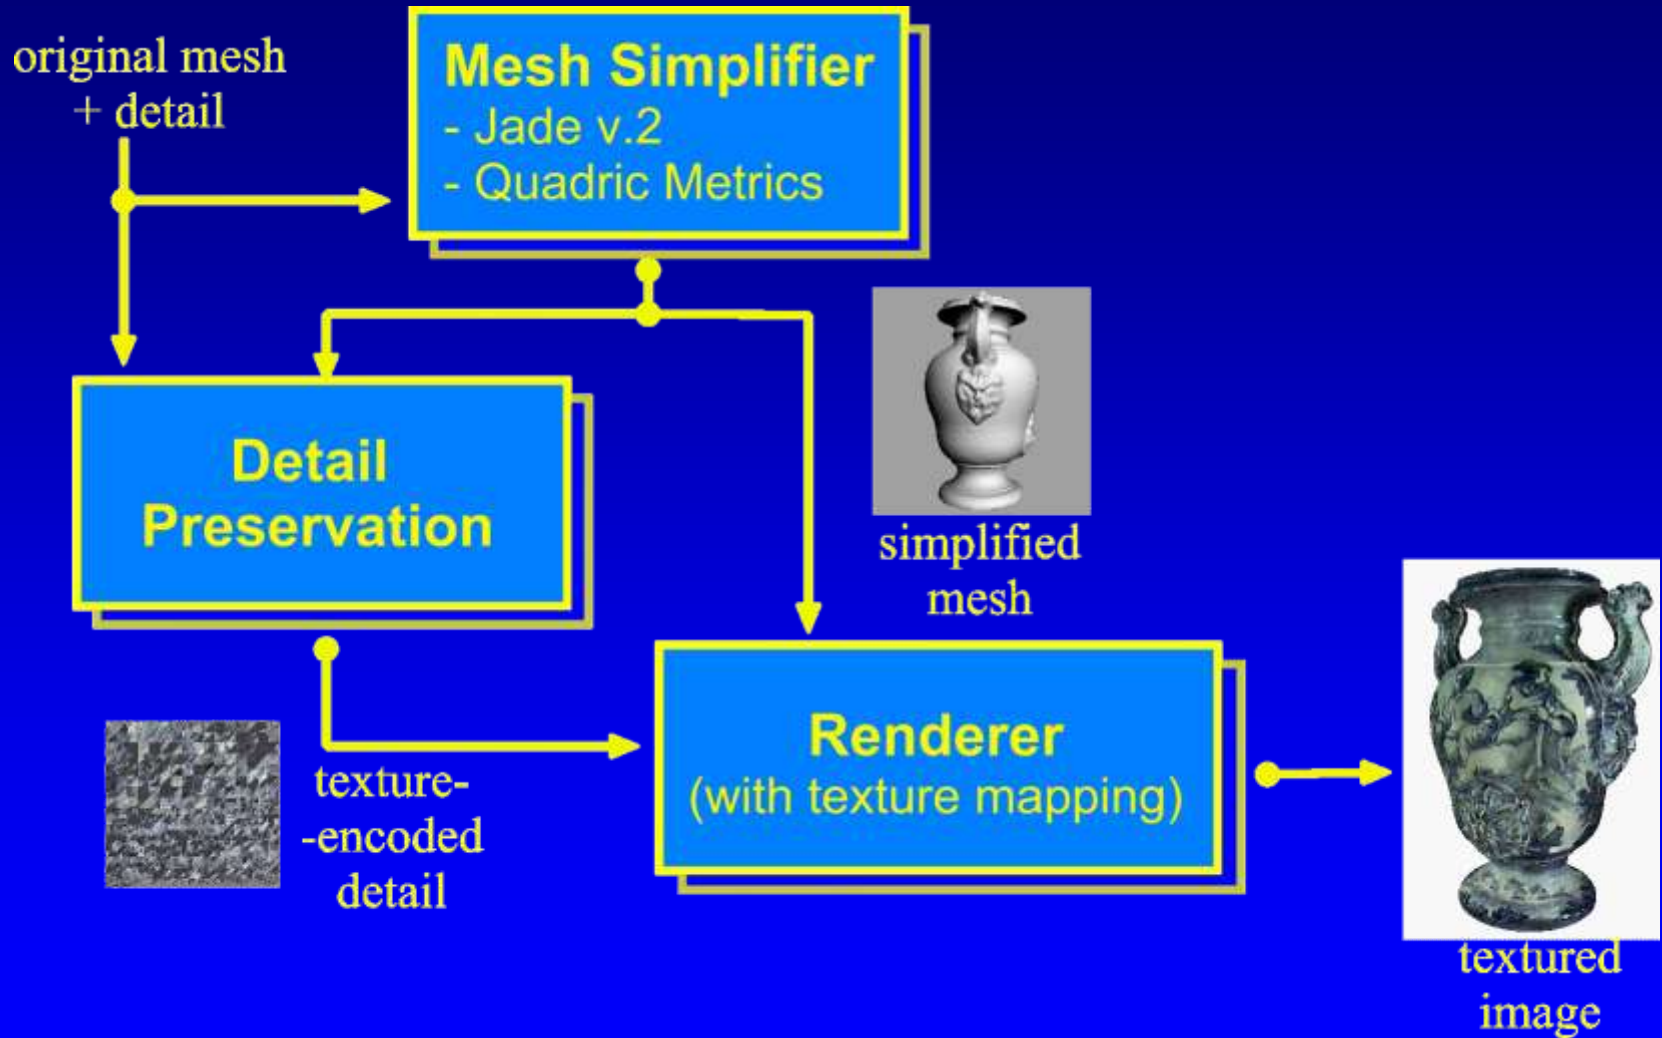 original mesh
+ detail
Mesh Simplifier
- Jade v.2
- Quadric Metrics
Detail
Preservation
simplified
mesh
texture-
-encoded
detail
Renderer
(with texture mapping)
textured
image